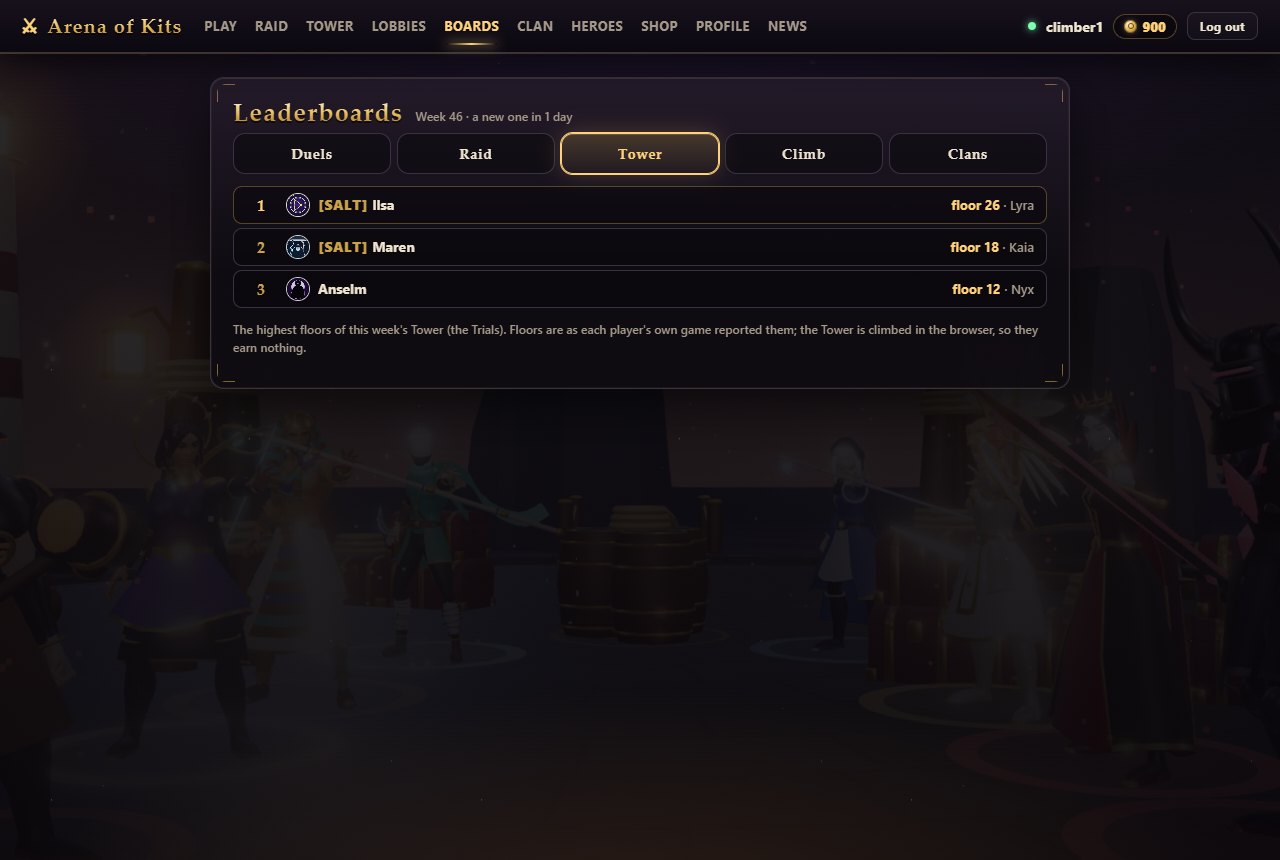 Arena of Kits PLAY RAID TOWER LOBBIES BOARDS CLAN HEROES SHOP PROFILE NEWS climber1 900 Log out
Leaderboards Week 46 · a new one in 1 day
Duels Raid Tower Climb Clans
1 [SALT] Ilsa floor 26 · Lyra
2 [SALT] Maren floor 18 · Kaia
3 Anselm floor 12 · Nyx
The highest floors of this week's Tower (the Trials). Floors are as each player's own game reported them; the Tower is climbed in the browser, so they
earn nothing.